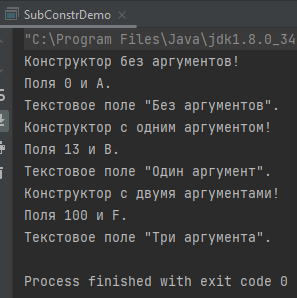 SubConstrDemo
"C:\Program Files\Java\jdk1.8.0_34
Конструктор без аргументов!
Поля 0 и A.
Текстовое поле "Без аргументов".
Конструктор с одним аргументом!
Поля 13 и B.
Текстовое поле "Один аргумент".
Конструктор с двумя аргументами!
Поля 100 и F.
Текстовое поле "Три аргумента".
Process finished with exit code 0